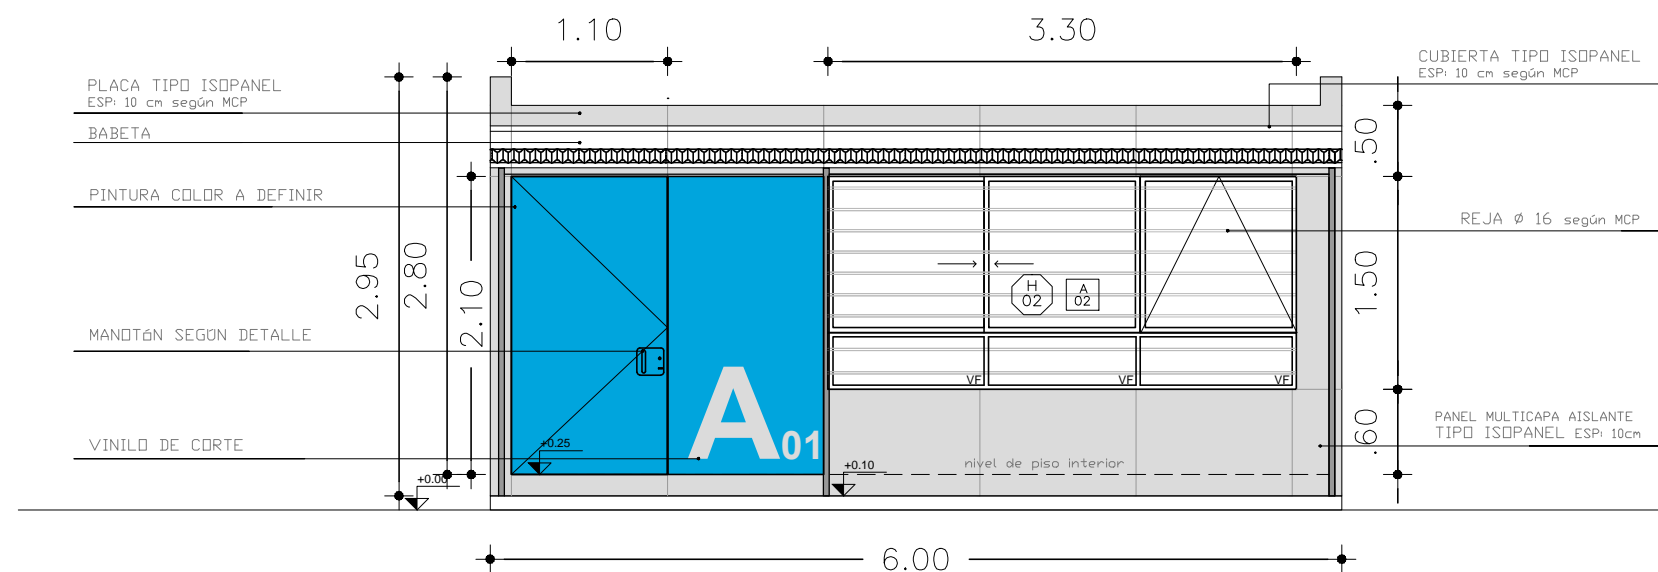 1.10
3.30
PLACA TIPO ISOPANEL
ESP: 10 cm según MCP
BABETA
PINTURA COLOR A DEFINIR
MANOTóN SEGÚN DETALLE
VINILO DE CORTE
CUBIERTA TIPO ISOPANEL
ESP: 10 cm según MCP
REJA Ø 16 según MCP
PANEL MULTICAPA AISLANTE
TIPO ISOPANEL ESP: 10cm
2.95
2.80
2.10
.50
1.50
.60
H
02
A
02
VF
VF
VF
A01
+0.25
+0.00
+0.10
nivel de piso interior
6.00